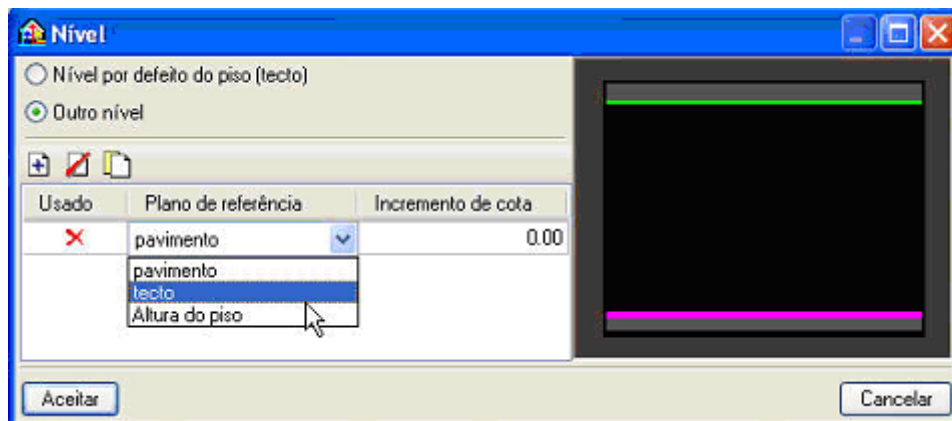 Nível
Nível por defeito do piso (tecto)
Outro nível
Usado Plano de referência Incremento de cota
pavimento 0.00
pavimento
tecto
Altura do piso
Aceitar Cancelar